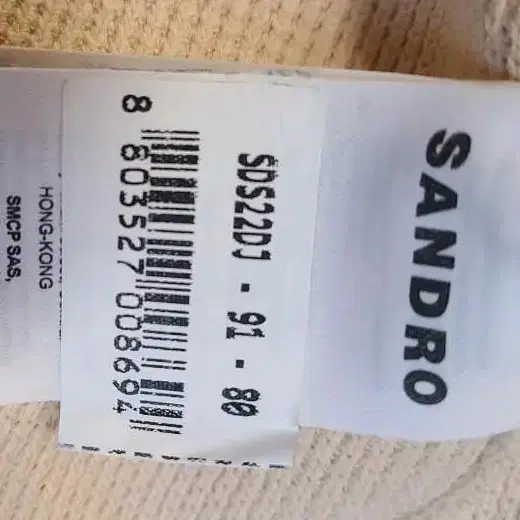 SANDRO
SDS22DJ - 91 - 80
8 803527 008694
HONG-KONG
SMCP SAS,